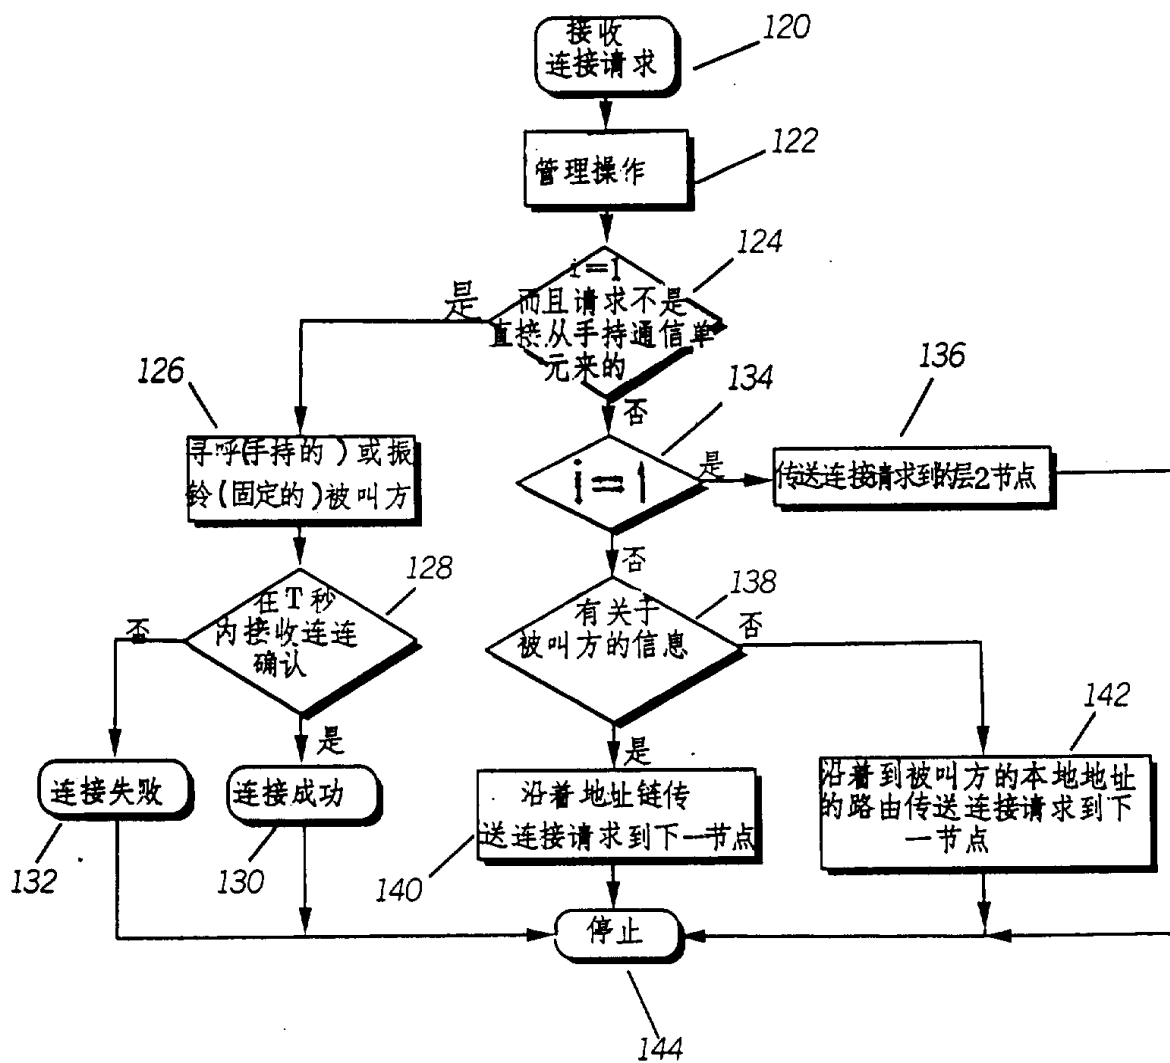 接收
连接请求
120
管理操作
122
i=1
而且请求不是
直接从手持通信单
元来的
124
是
否
126
寻呼(手持的)或振
铃(固定的)被叫方
134
i=1
是
136
传送连接请求到的层2节点
否
128
在T秒
内接收连连
确认
否
是
138
有关于
被叫方的信息
否
是
连接失败
132
连接成功
130
沿着地址链传
送连接请求到下一节点
140
142
沿着到被叫方的本地地址
的路由传送连接请求到下
一节点
停止
144